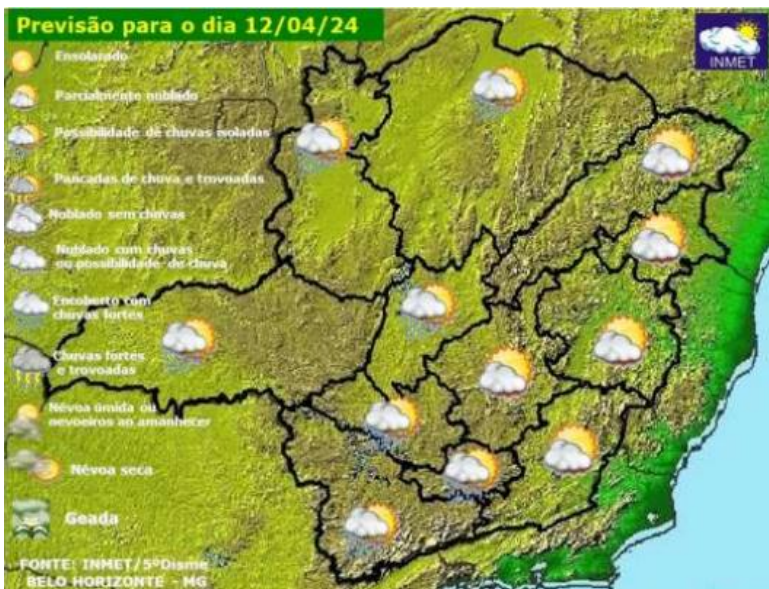 Previsão para o dia 12/04/24
INMET
Ensolarado
Parcialmente nublado
Possibilidade de chuvas isoladas
Pancadas de chuva e trovoadas
Noblado sem chuvas
Noblado com chuvas
ou possibilidade de chuva
Encoberto com
chuvas fortes
Chuvas fortes
e trovoadas
Névoa úmida ou
nevoeiros ao amanhecer
Névoa seca
Geada
FONTE: INMET/5ºDisme
BELO HORIZONTE - MG